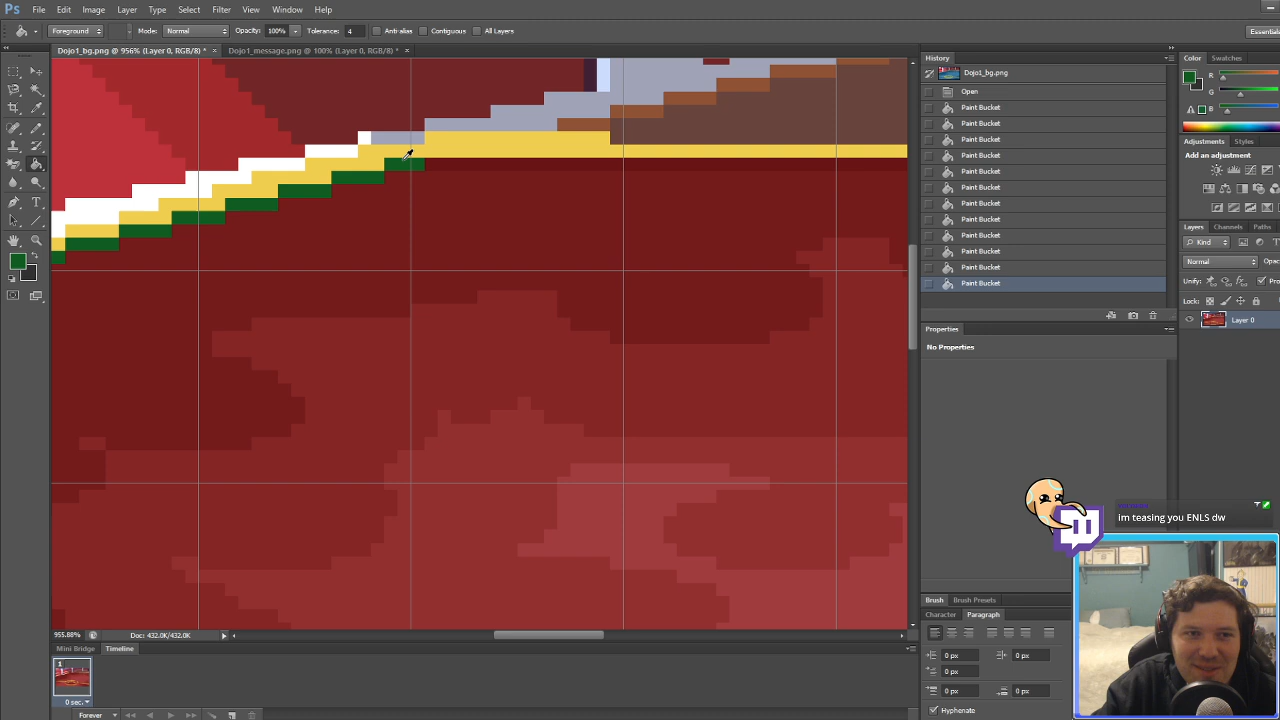 Ps File Edit Image Layer Type Select Filter View Window Help
Foreground Mode: Normal Opacity: 100% Tolerance: 4 Anti-alias Contiguous All Layers Essentials
Dojo1_bg.png @ 956% (Layer 0, RGB/8) * × Dojo1_message.png @ 100% (Layer 0, RGB/8) * ×
History
Dojo1_bg.png
Open
Paint Bucket
Paint Bucket
Paint Bucket
Paint Bucket
Paint Bucket
Paint Bucket
Paint Bucket
Paint Bucket
Paint Bucket
Paint Bucket
Paint Bucket
Paint Bucket
Color Swatches
R
G
B
Adjustments Styles
Add an adjustment
Layers Channels Paths
Kind
Normal Opac
Unify: Pro
Lock:
Layer 0
Properties
No Properties
im teasing you ENLS dw
Brush Brush Presets
Character Paragraph
0 px 0 px
0 px
0 px 0 px
Hyphenate
955.88% Doc: 432.0K/432.0K
Mini Bridge Timeline
1
0 sec.
Forever